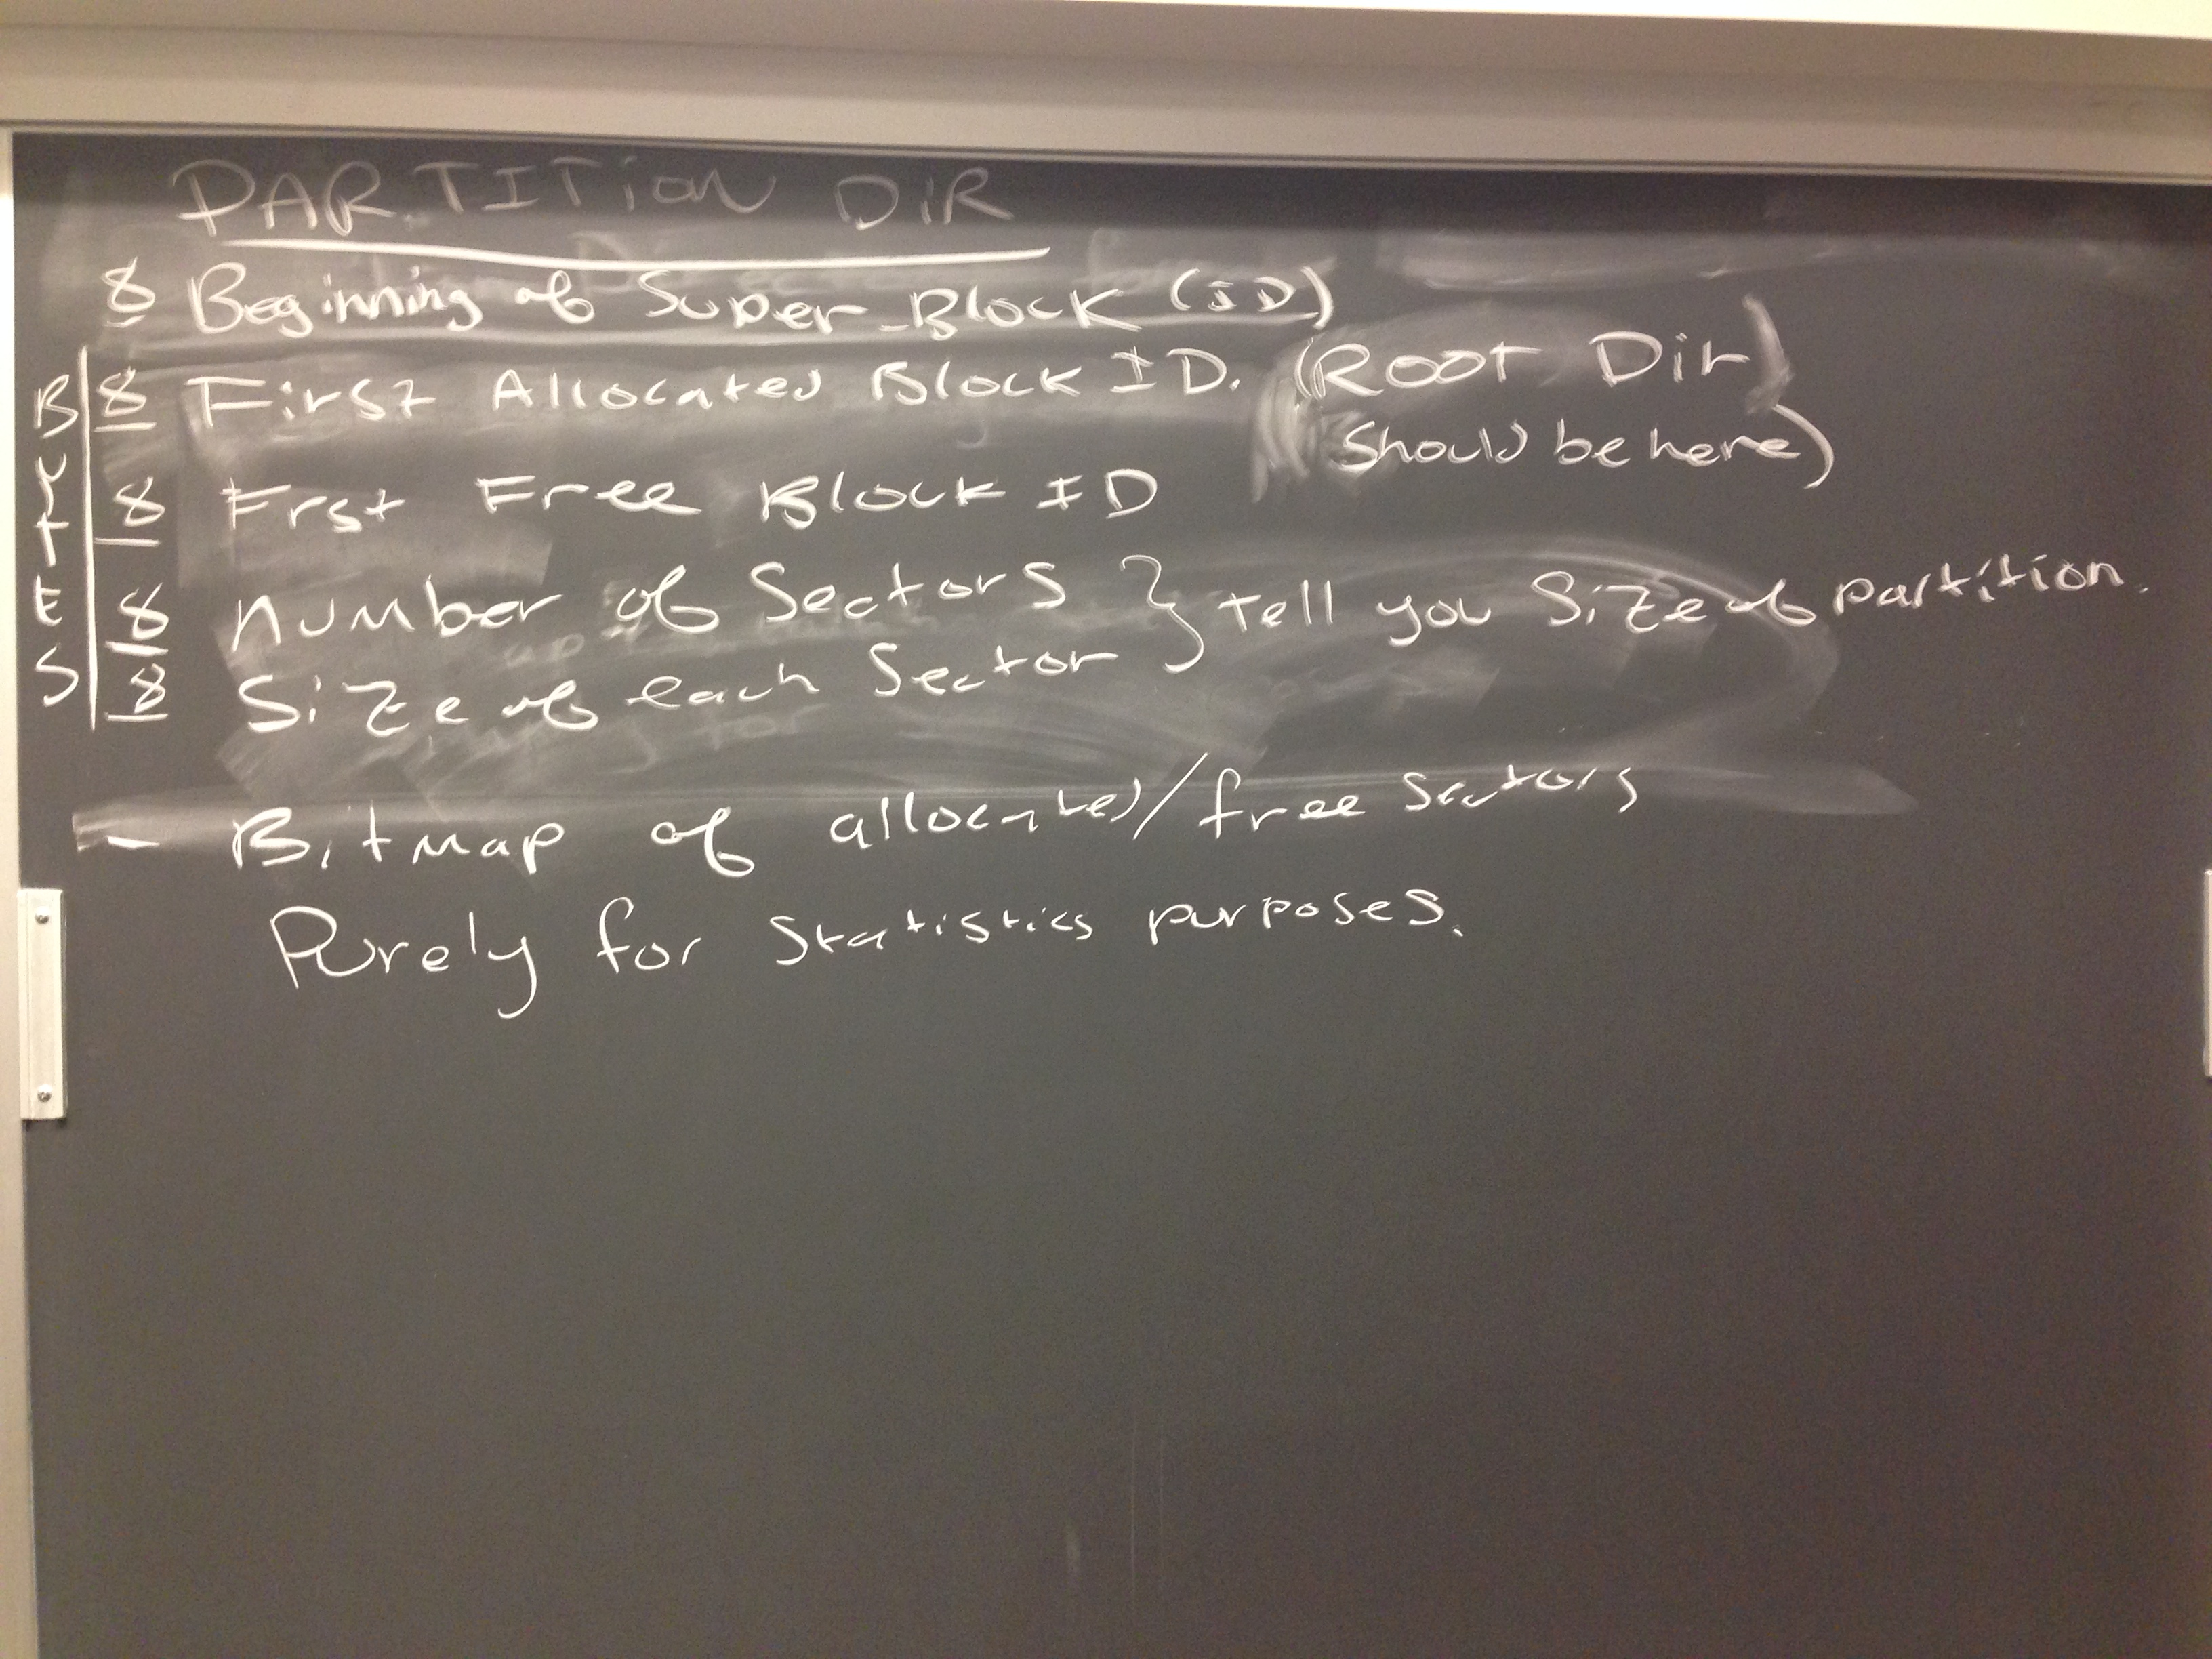 PARTITION DIR
8 Beginning of Super-Block (ID)
8 First Allocated Block ID. (ROOT Dir
Should be here)
8 Frst Free Block ID
8 Number of Sectors } tell you Size of partition.
8 Size of each Sector
BYTES
- Bitmap of allocated/free sectors
Purely for Statistics purposes.